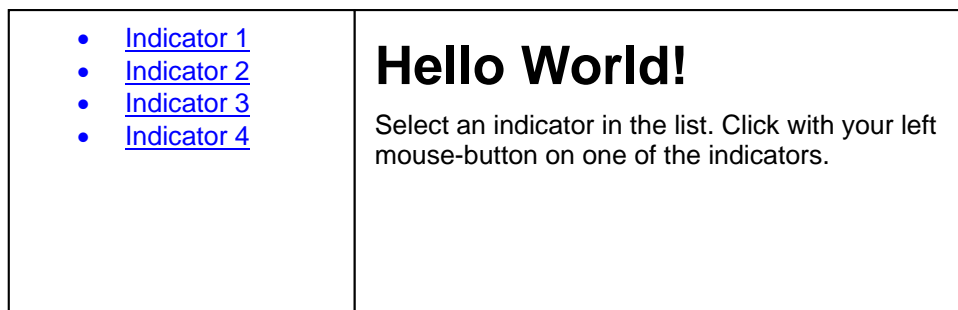 Indicator 1
Indicator 2
Indicator 3
Indicator 4
Hello World!
Select an indicator in the list. Click with your left
mouse-button on one of the indicators.